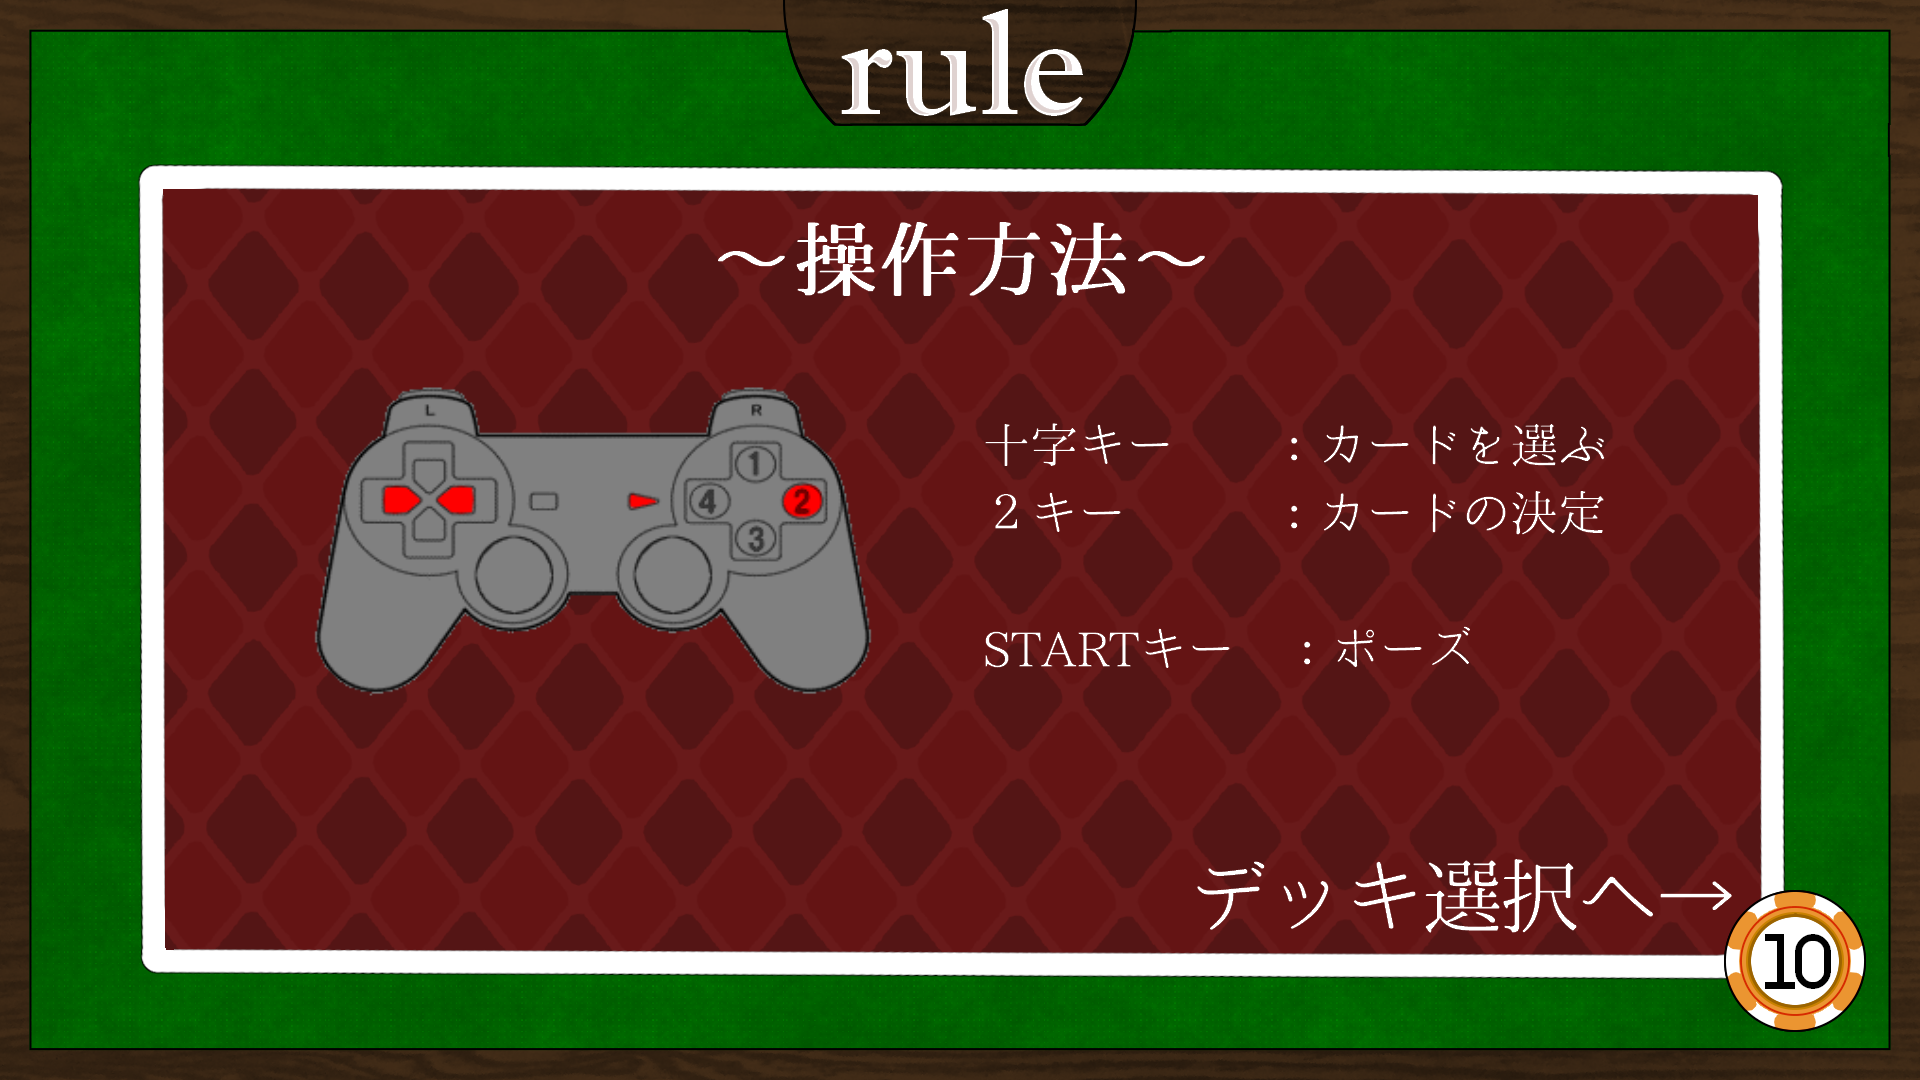 rule
～操作方法～
L
R
1
4
2
3
十字キー　　：カードを選ぶ
２キー　　　：カードの決定
STARTキー　：ポーズ
デッキ選択へ→
10